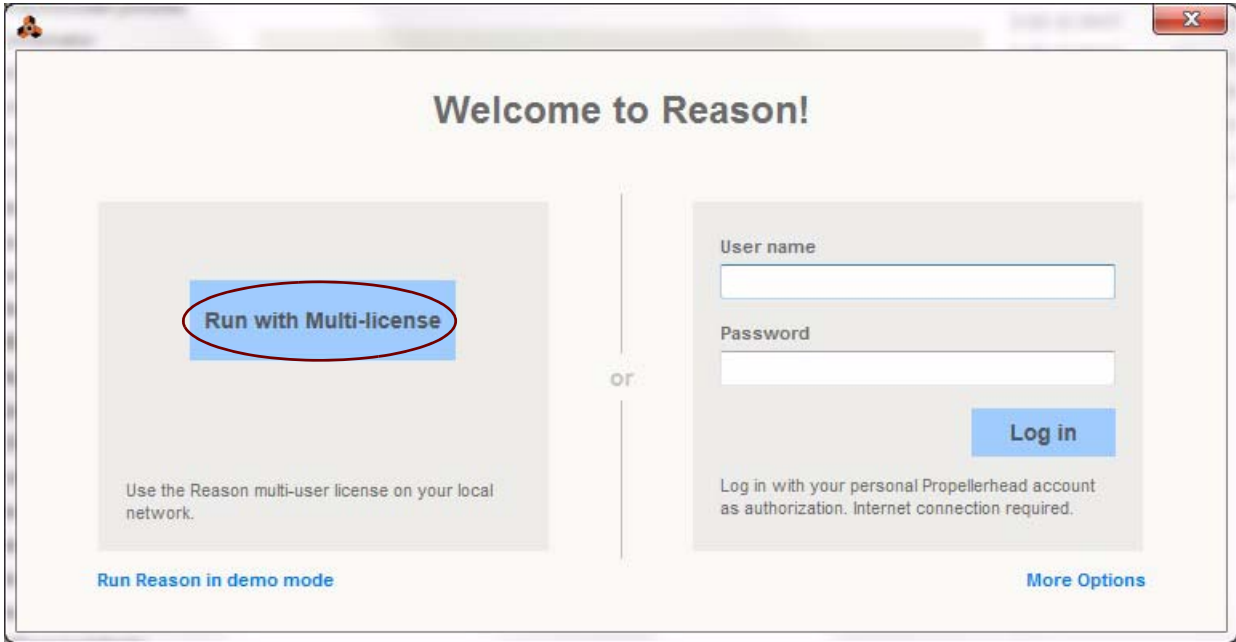 Welcome to Reason!
Run with Multi-license
Use the Reason multi-user license on your local
network.
or
User name
Password
Log in
Log in with your personal Propellerhead account
as authorization. Internet connection required.
Run Reason in demo mode
More Options